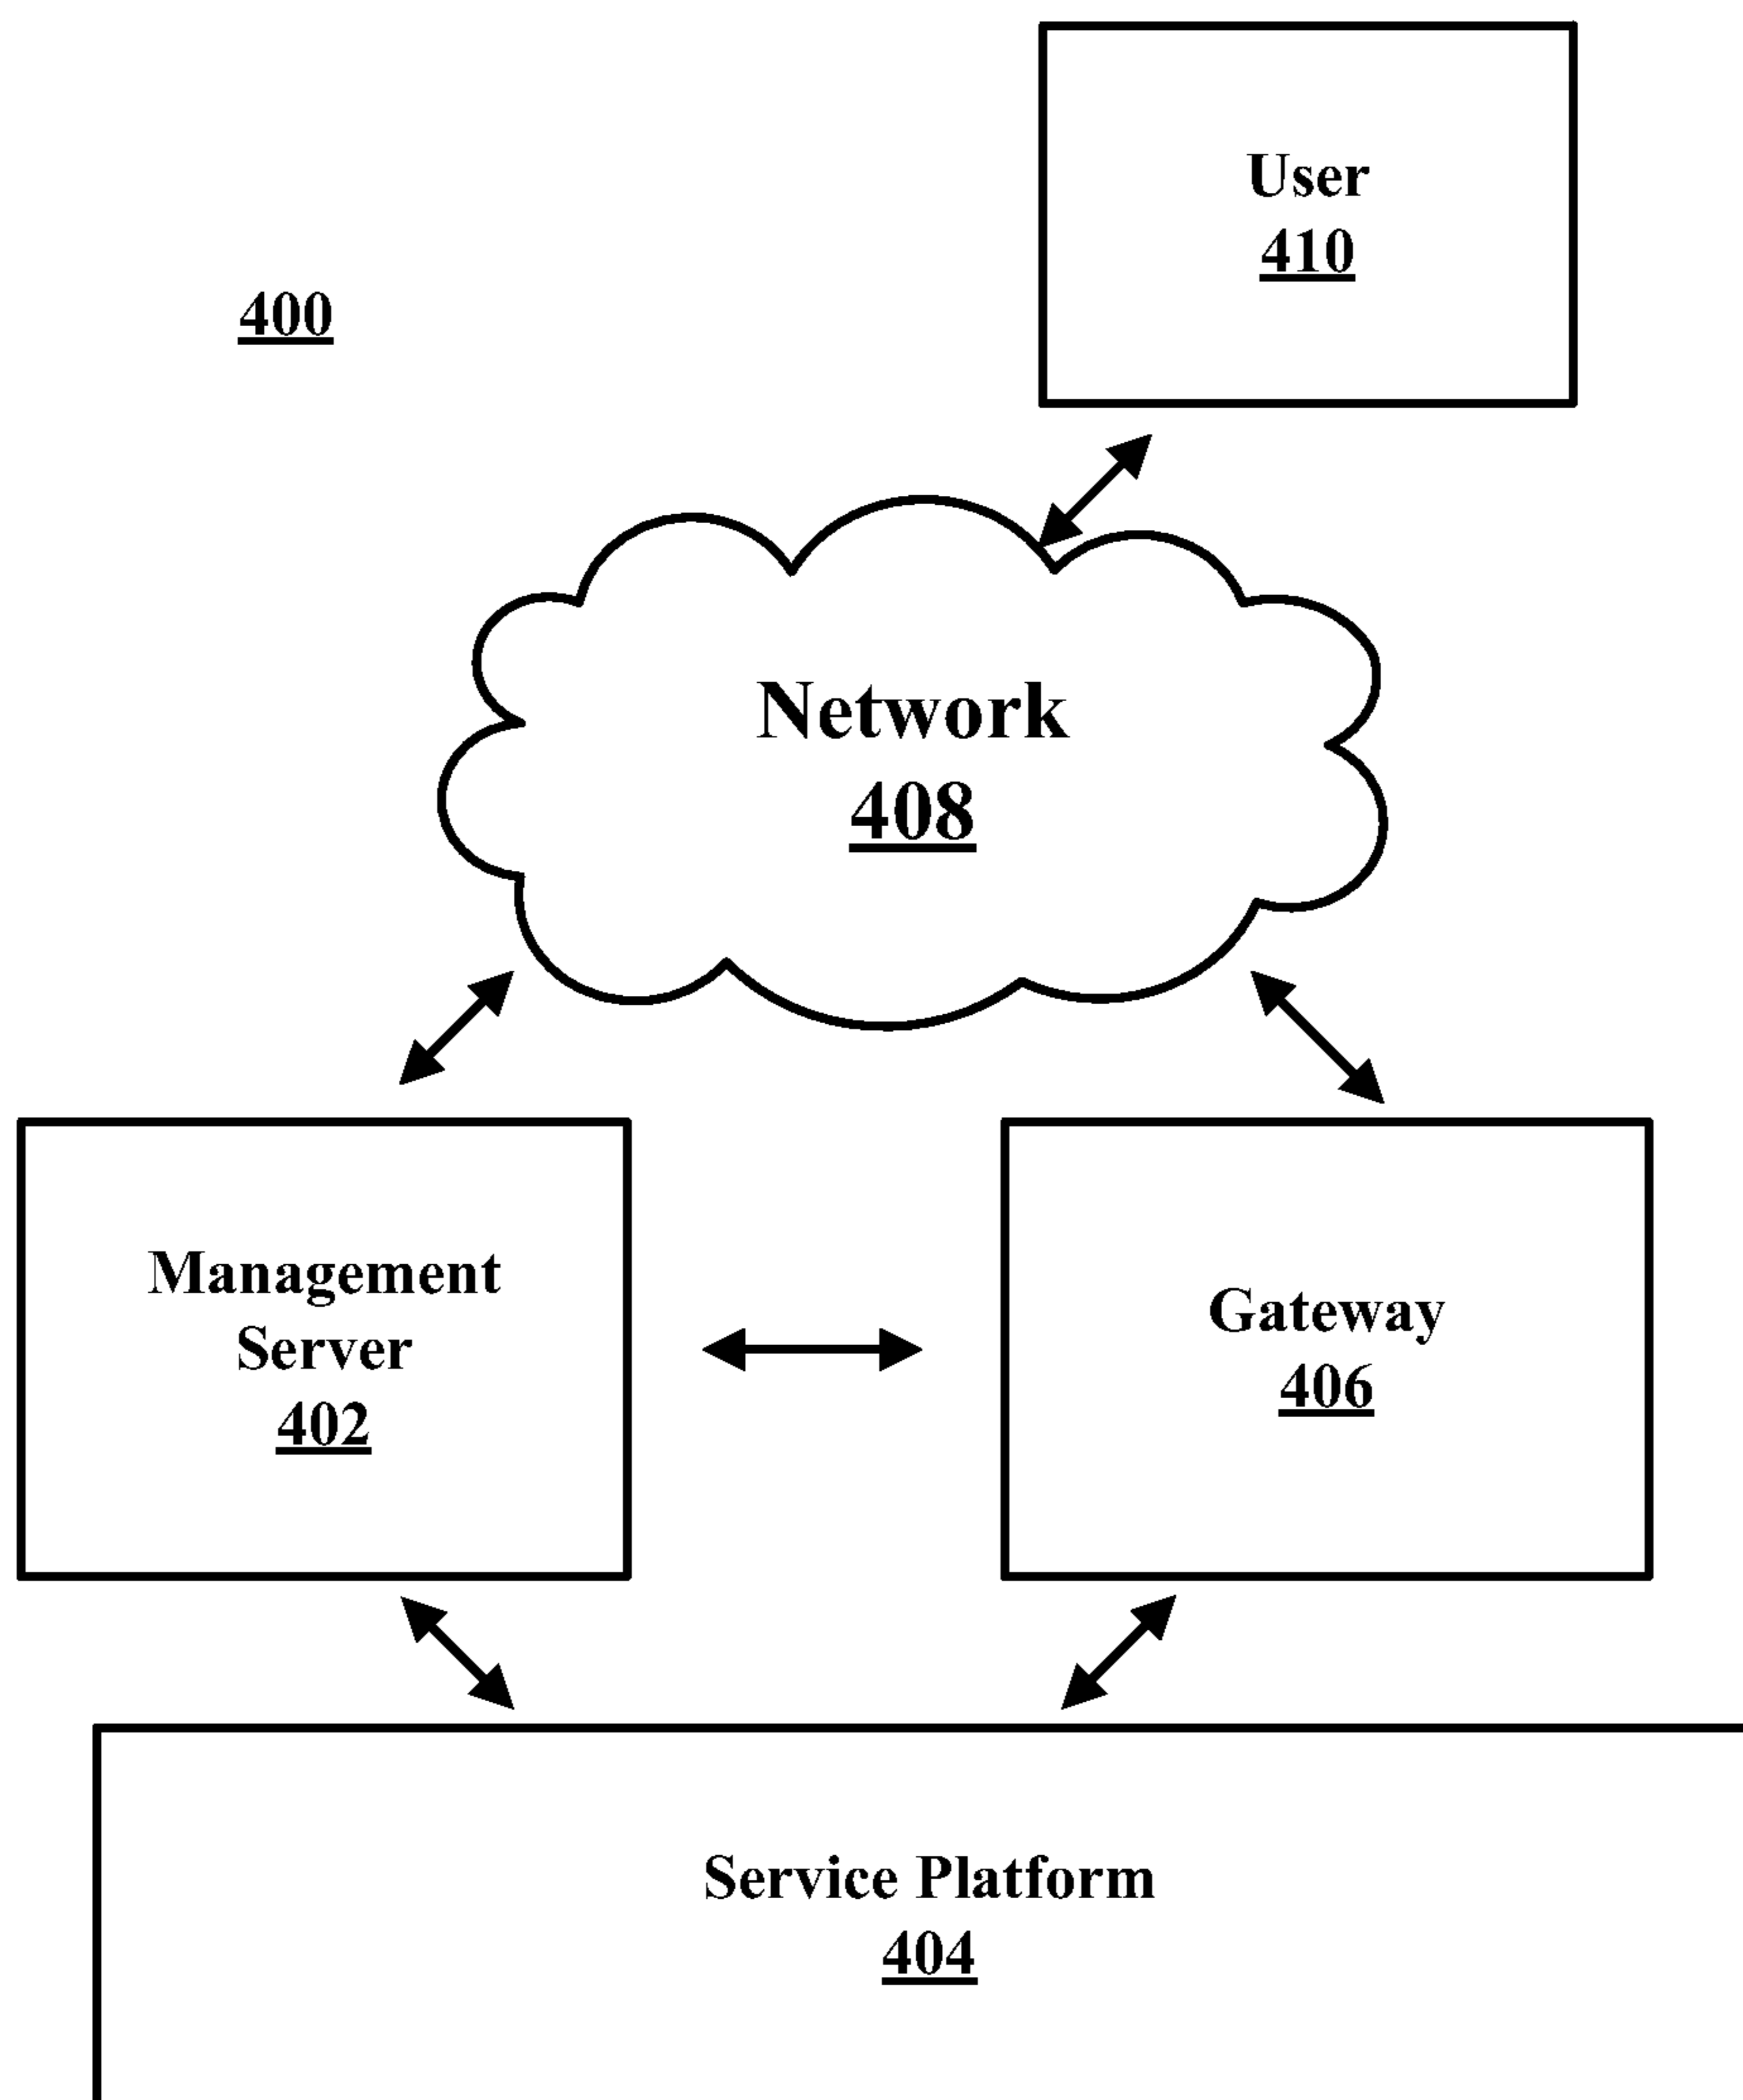 User
410
400
Network
408
Management
Server
402
Gateway
406
Service Platform
404